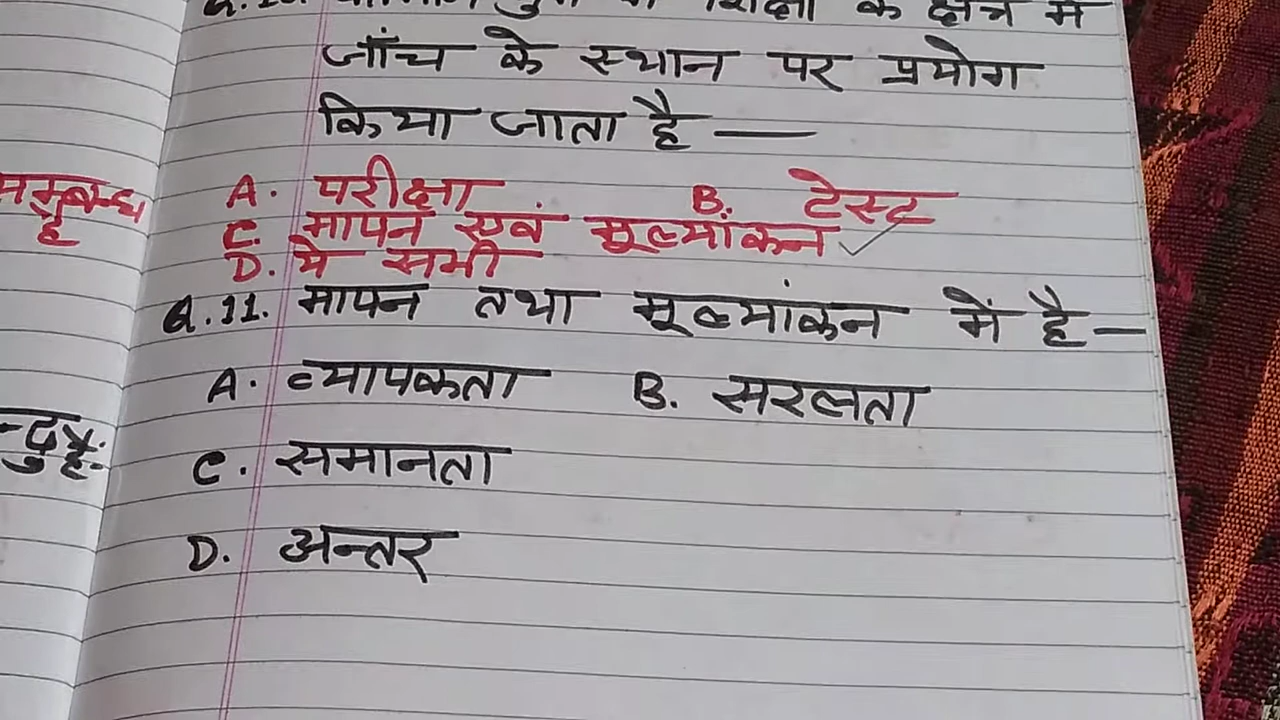 के क्षेत्र में
जाँच के स्थान पर प्रयोग
किया जाता है —
A. परीक्षा B. टेस्ट
C. मापन एवं मूल्यांकन ✓
D. ये सभी
Q.11. मापन तथा मूल्यांकन में है —
A. व्यापकता B. सरलता
C. समानता
D. अन्तर
है